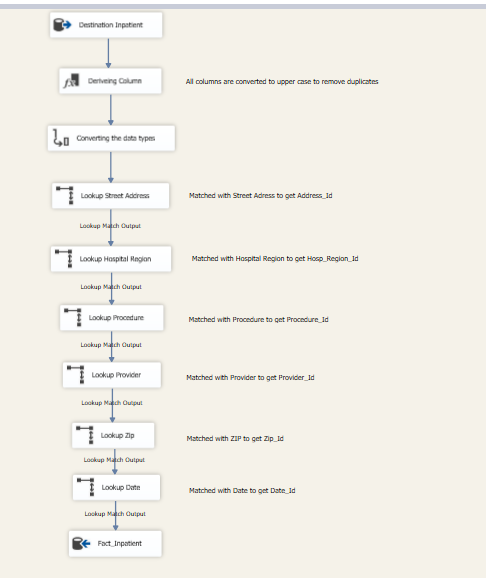 Destination Inpatient
Deriveing Column
All columns are converted to upper case to remove duplicates
Converting the data types
Lookup Street Address
Matched with Street Adress to get Address_Id
Lookup Match Output
Lookup Hospital Region
Matched with Hospital Region to get Hosp_Region_Id
Lookup Match Output
Lookup Procedure
Matched with Procedure to get Procedure_Id
Lookup Match Output
Lookup Provider
Matched with Provider to get Provider_Id
Lookup Match Output
Lookup Zip
Matched with ZIP to get Zip_Id
Lookup Match Output
Lookup Date
Matched with Date to get Date_Id
Lookup Match Output
Fact_Inpatient